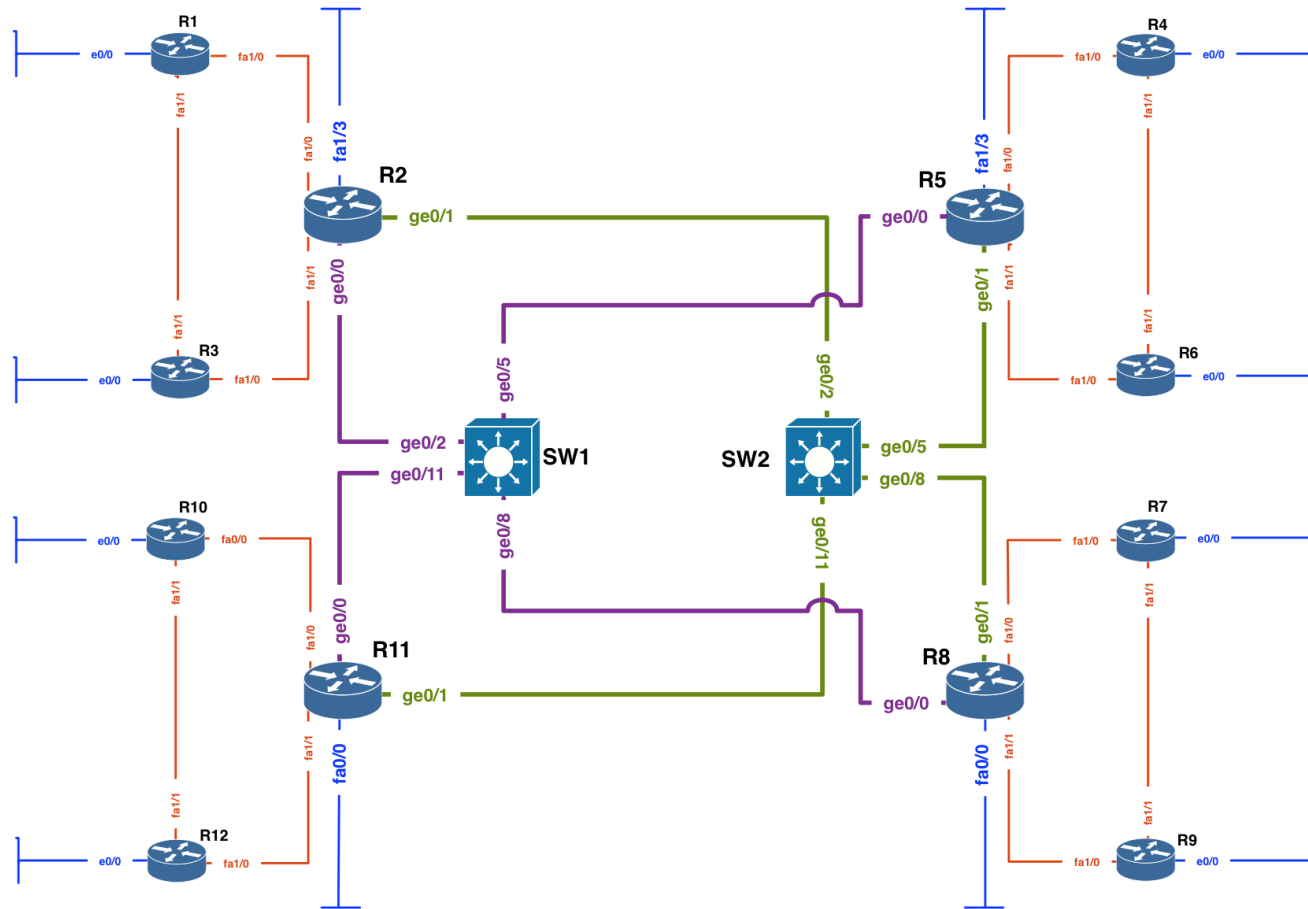 R1
e0/0
fa1/0
fa1/1
fa1/1
R3
e0/0
fa1/0
fa1/0
fa1/1
fa1/3
R2
ge0/1
ge0/0
R4
fa1/0
e0/0
fa1/1
fa1/1
R6
fa1/0
e0/0
fa1/3
R5
fa1/0
fa1/1
ge0/0
ge0/1
ge0/5
ge0/2
ge0/11
SW1
ge0/8
ge0/2
SW2
ge0/5
ge0/8
ge0/11
R10
e0/0
fa0/0
fa1/1
fa1/1
R12
e0/0
fa1/0
fa1/0
fa1/1
ge0/0
R11
ge0/1
fa0/0
R7
fa1/0
e0/0
fa1/1
fa1/1
R9
fa1/0
e0/0
ge0/1
fa1/0
R8
ge0/0
fa1/1
fa0/0